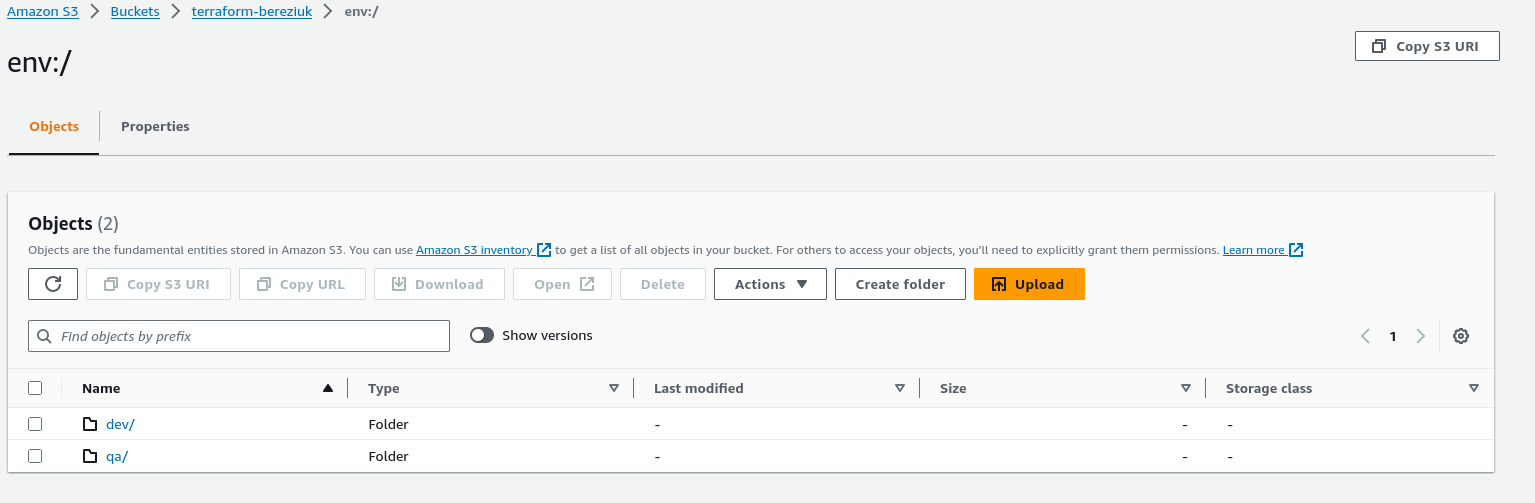 Amazon S3 > Buckets > terraform-bereziuk > env:/
Copy S3 URI
env:/
Objects Properties
Objects (2)
Objects are the fundamental entities stored in Amazon S3. You can use Amazon S3 inventory to get a list of all objects in your bucket. For others to access your objects, you'll need to explicitly grant them permissions. Learn more
Copy S3 URI Copy URL Download Open Delete Actions Create folder Upload
Find objects by prefix Show versions 1
Name Type Last modified Size Storage class
dev/ Folder - - -
qa/ Folder - - -